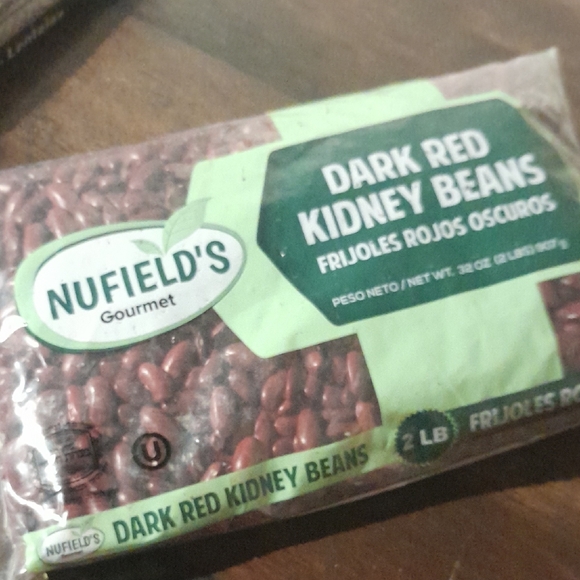 DARK RED
KIDNEY BEANS
FRIJOLES ROJOS OSCUROS
PESO NETO / NET WT. 32 OZ (2 LBS) 907g
NUFIELD'S
Gourmet
U
2 LB
FRIJOLES RO
NUFIELD'S
DARK RED KIDNEY BEANS